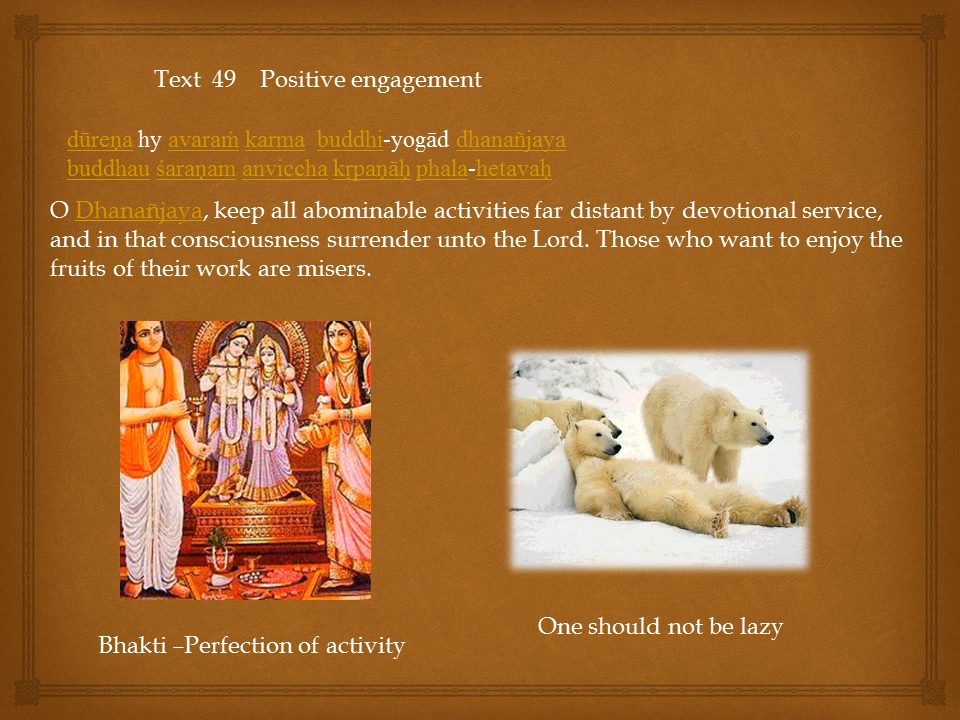 Text 49 Positive engagement
dūreṇa hy avaraṁ karma buddhi-yogād dhanañjaya
buddhau śaraṇam anviccha kṛpaṇāḥ phala-hetavaḥ
O Dhanañjaya, keep all abominable activities far distant by devotional service,
and in that consciousness surrender unto the Lord. Those who want to enjoy the
fruits of their work are misers.
One should not be lazy
Bhakti –Perfection of activity